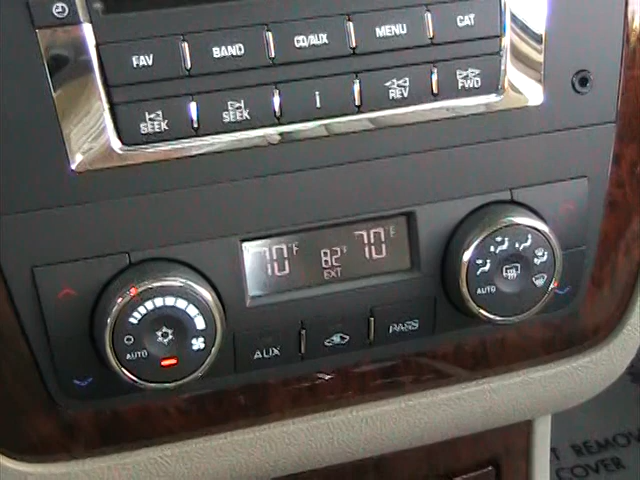 FAV BAND CD/AUX MENU CAT
SEEK SEEK i REV FWD
70°F 82°F 70°F
EXT
AUTO
AUTO
AUX PASS
REMOV
COVER